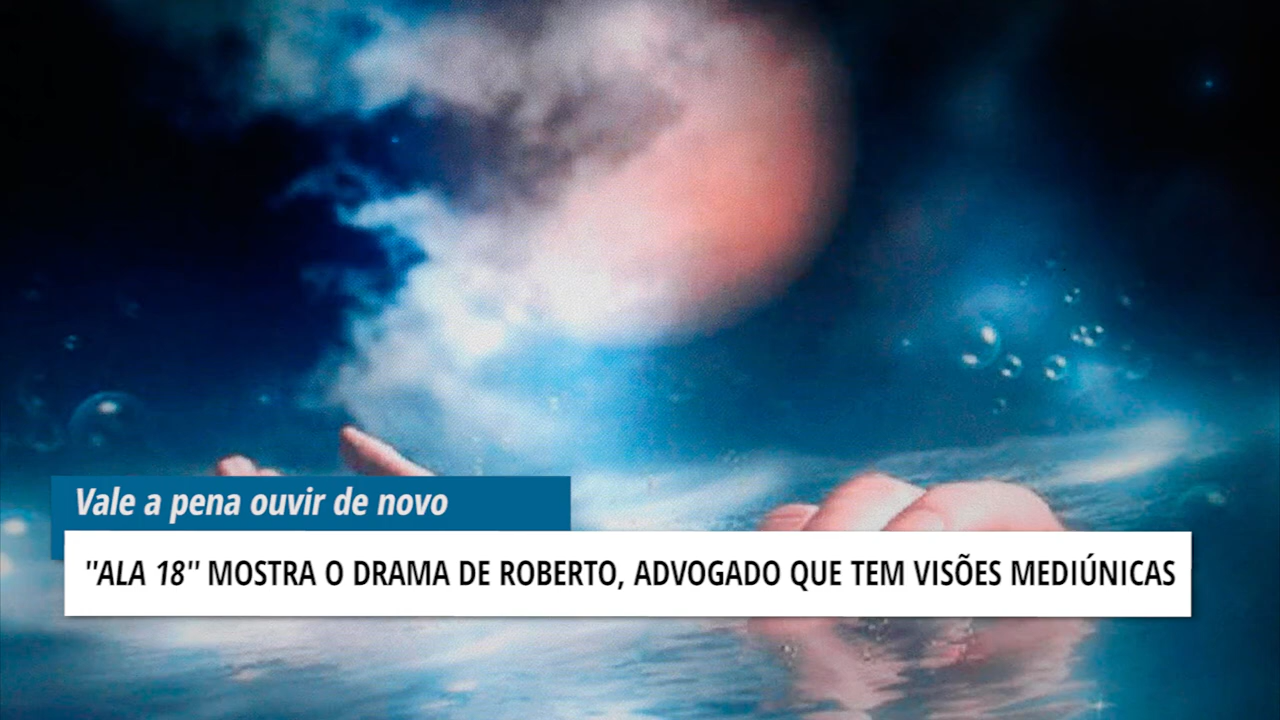 Vale a pena ouvir de novo
"ALA 18" MOSTRA O DRAMA DE ROBERTO, ADVOGADO QUE TEM VISÕES MEDIÚNICAS